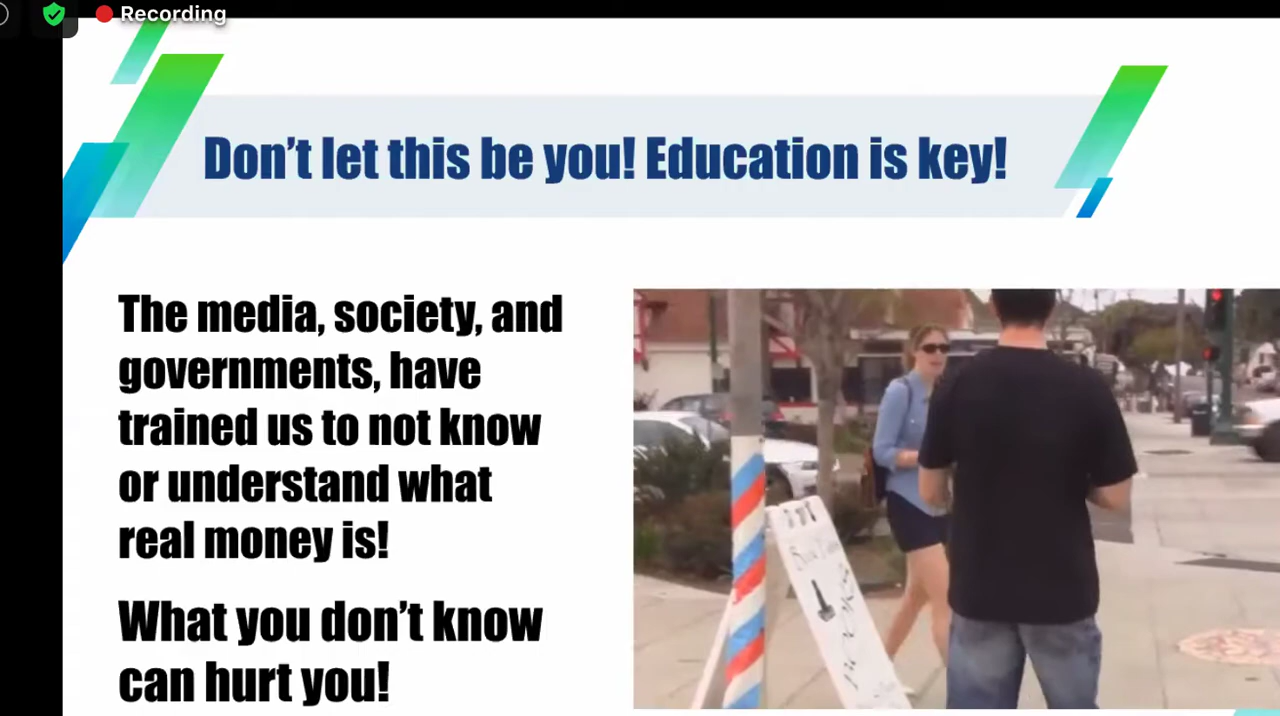 Recording
Don’t let this be you! Education is key!
The media, society, and
governments, have
trained us to not know
or understand what
real money is!
What you don’t know
can hurt you!